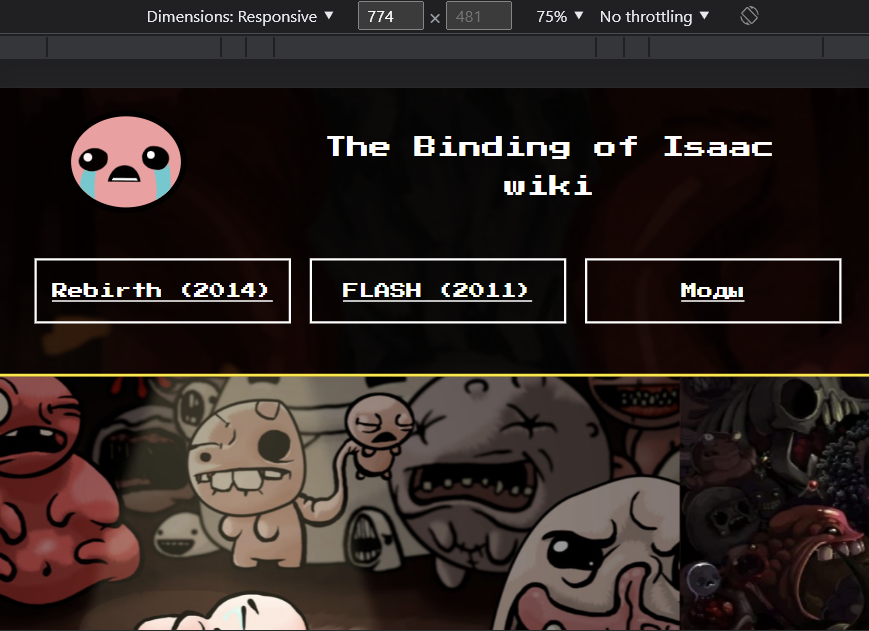 Dimensions: Responsive ▼ 774 × 481 75% ▼ No throttling ▼
The Binding of Isaac
wiki
Rebirth (2014) FLASH (2011) Моды